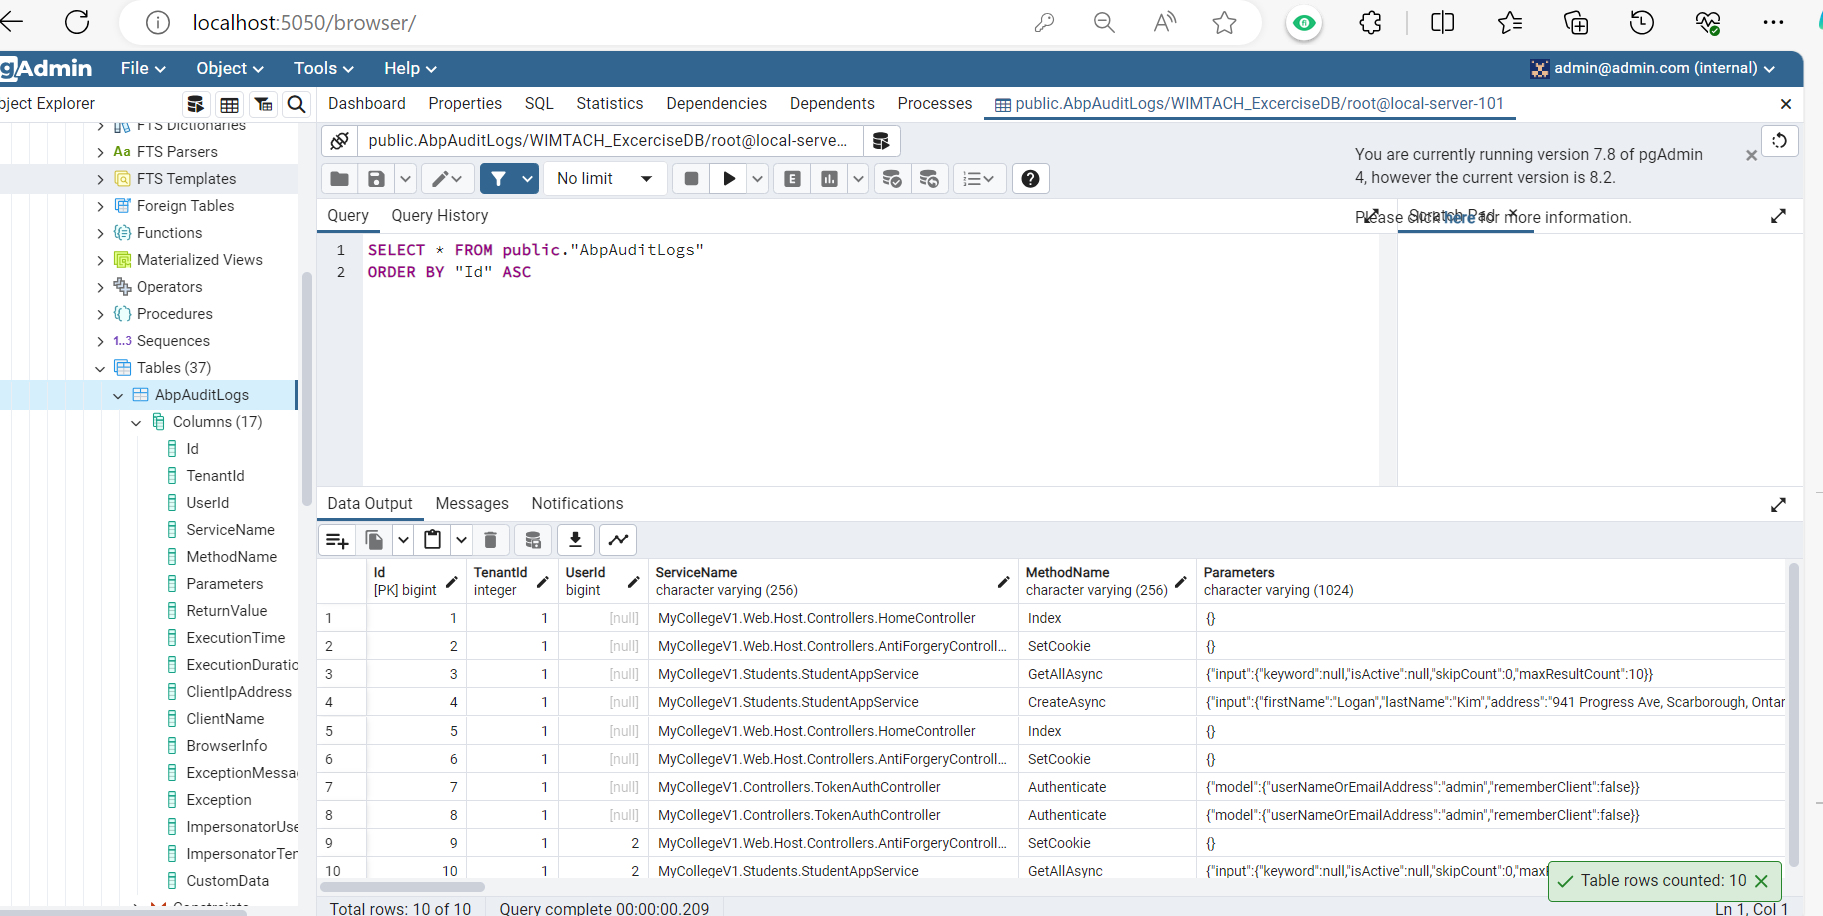 localhost:5050/browser/
gAdmin File Object Tools Help admin@admin.com (internal)
bject Explorer
Dashboard Properties SQL Statistics Dependencies Dependents Processes public.AbpAuditLogs/WIMTACH_ExcerciseDB/root@local-server-101
FTS Dictionaries
Aa FTS Parsers
FTS Templates
Foreign Tables
Functions
Materialized Views
Operators
Procedures
1..3 Sequences
Tables (37)
AbpAuditLogs
Columns (17)
Id
TenantId
UserId
ServiceName
MethodName
Parameters
ReturnValue
ExecutionTime
ExecutionDuratio
ClientIpAddress
ClientName
BrowserInfo
ExceptionMessa
Exception
ImpersonatorUse
ImpersonatorTen
CustomData
Constraints
public.AbpAuditLogs/WIMTACH_ExcerciseDB/root@local-serve...
No limit
You are currently running version 7.8 of pgAdmin
4, however the current version is 8.2.
Please click here for more information.
Query Query History
Scratch Pad
1 SELECT * FROM public."AbpAuditLogs"
2 ORDER BY "Id" ASC
Data Output Messages Notifications
Id TenantId UserId ServiceName MethodName Parameters
[PK] bigint integer bigint character varying (256) character varying (256) character varying (1024)
1 1 1 [null] MyCollegeV1.Web.Host.Controllers.HomeController Index {}
2 2 1 [null] MyCollegeV1.Web.Host.Controllers.AntiForgeryControll... SetCookie {}
3 3 1 [null] MyCollegeV1.Students.StudentAppService GetAllAsync {"input":{"keyword":null,"isActive":null,"skipCount":0,"maxResultCount":10}}
4 4 1 [null] MyCollegeV1.Students.StudentAppService CreateAsync {"input":{"firstName":"Logan","lastName":"Kim","address":"941 Progress Ave, Scarborough, Ontar
5 5 1 [null] MyCollegeV1.Web.Host.Controllers.HomeController Index {}
6 6 1 [null] MyCollegeV1.Web.Host.Controllers.AntiForgeryControll... SetCookie {}
7 7 1 [null] MyCollegeV1.Controllers.TokenAuthController Authenticate {"model":{"userNameOrEmailAddress":"admin","rememberClient":false}}
8 8 1 [null] MyCollegeV1.Controllers.TokenAuthController Authenticate {"model":{"userNameOrEmailAddress":"admin","rememberClient":false}}
9 9 1 2 MyCollegeV1.Web.Host.Controllers.AntiForgeryControll... SetCookie {}
10 10 1 2 MyCollegeV1.Students.StudentAppService GetAllAsync {"input":{"keyword":null,"isActive":null,"skipCount":0,"max
Table rows counted: 10
Total rows: 10 of 10 Query complete 00:00:00.209 Ln 1, Col 1